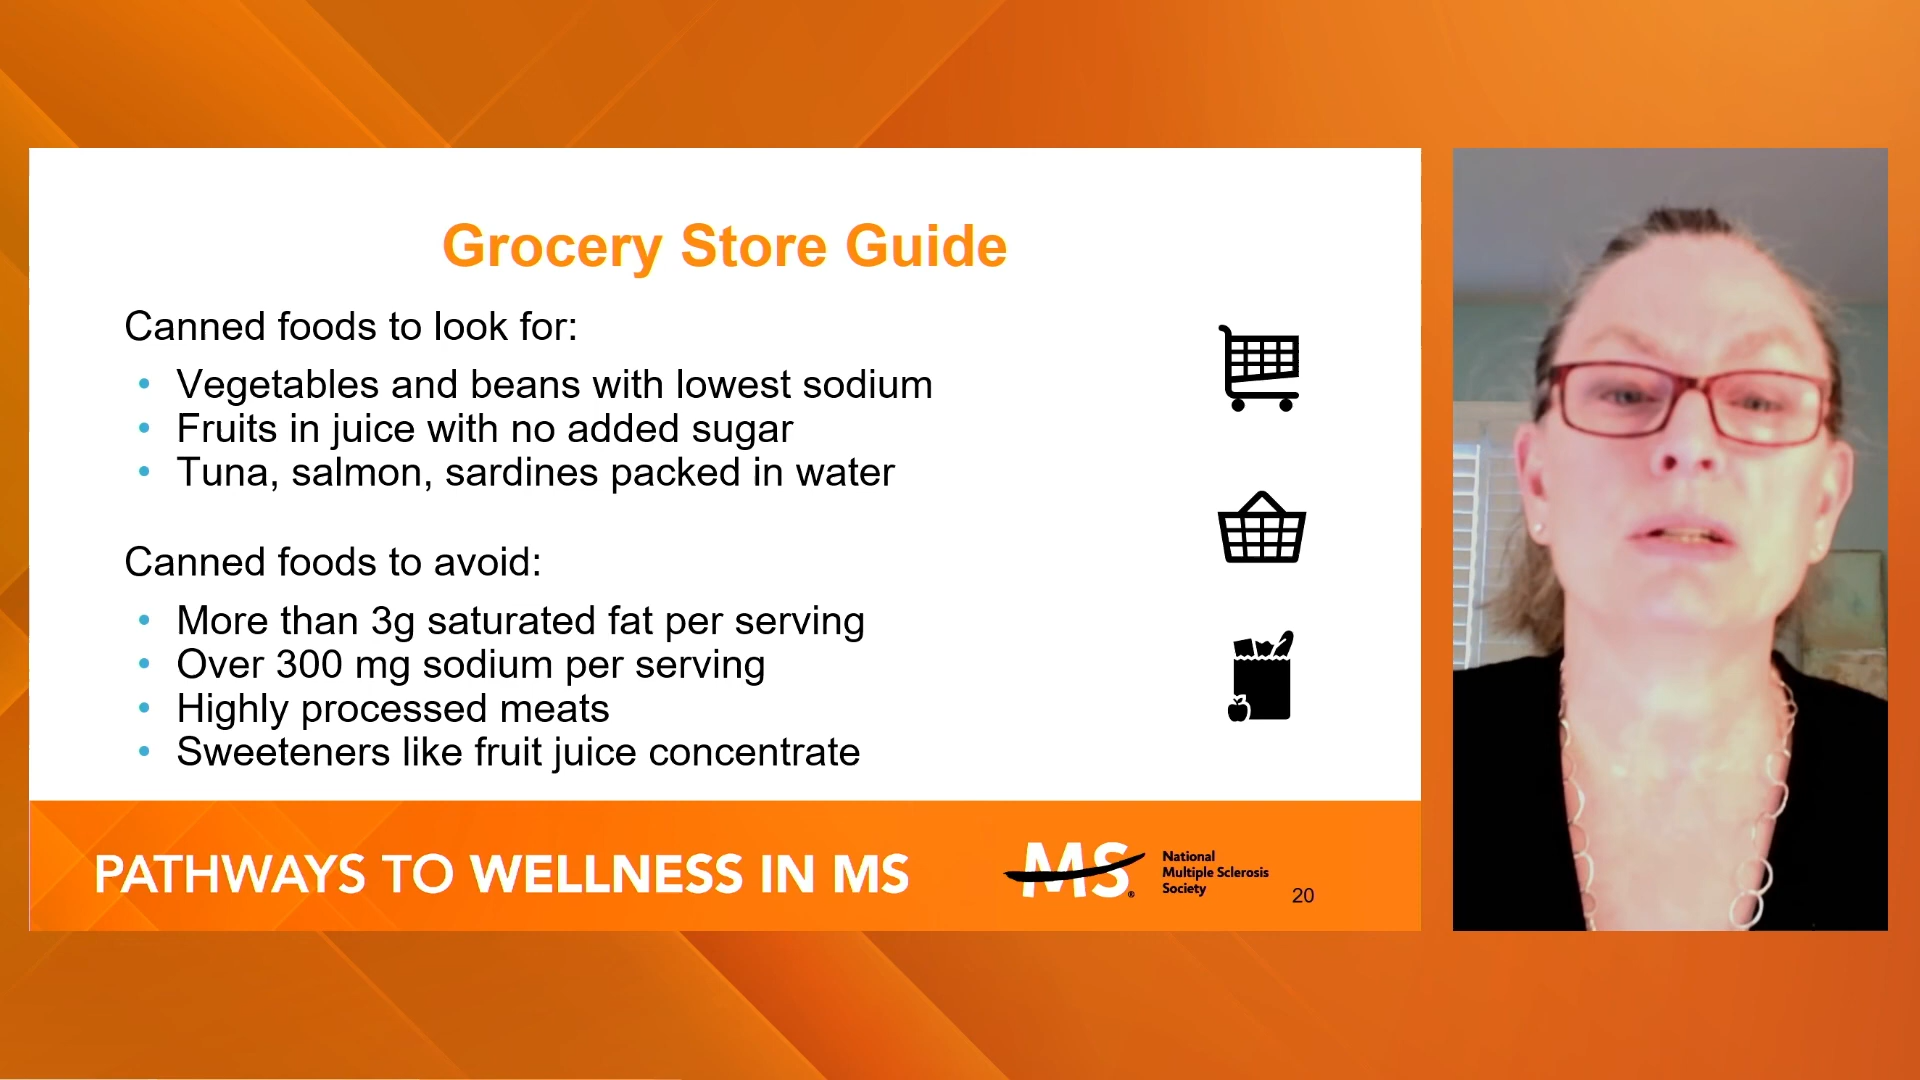 Grocery Store Guide
Canned foods to look for:
• Vegetables and beans with lowest sodium
• Fruits in juice with no added sugar
• Tuna, salmon, sardines packed in water
Canned foods to avoid:
• More than 3g saturated fat per serving
• Over 300 mg sodium per serving
• Highly processed meats
• Sweeteners like fruit juice concentrate
PATHWAYS TO WELLNESS IN MS
MS®
National
Multiple Sclerosis
Society
20